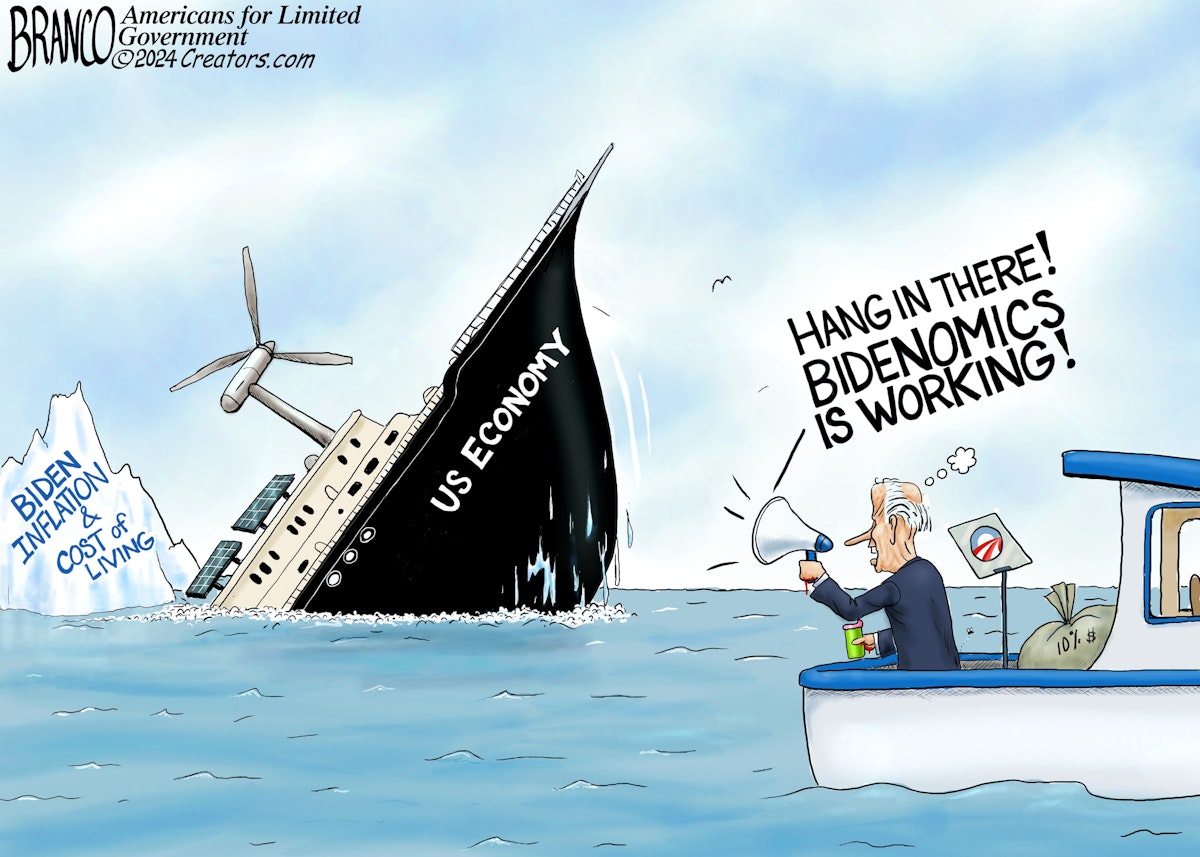 BRANCO
Americans for Limited
Government
©2024 Creators.com
HANG IN THERE!
BIDENOMICS
IS WORKING!
US ECONOMY
BIDEN
INFLATION
&
COST of
LIVING
10% $